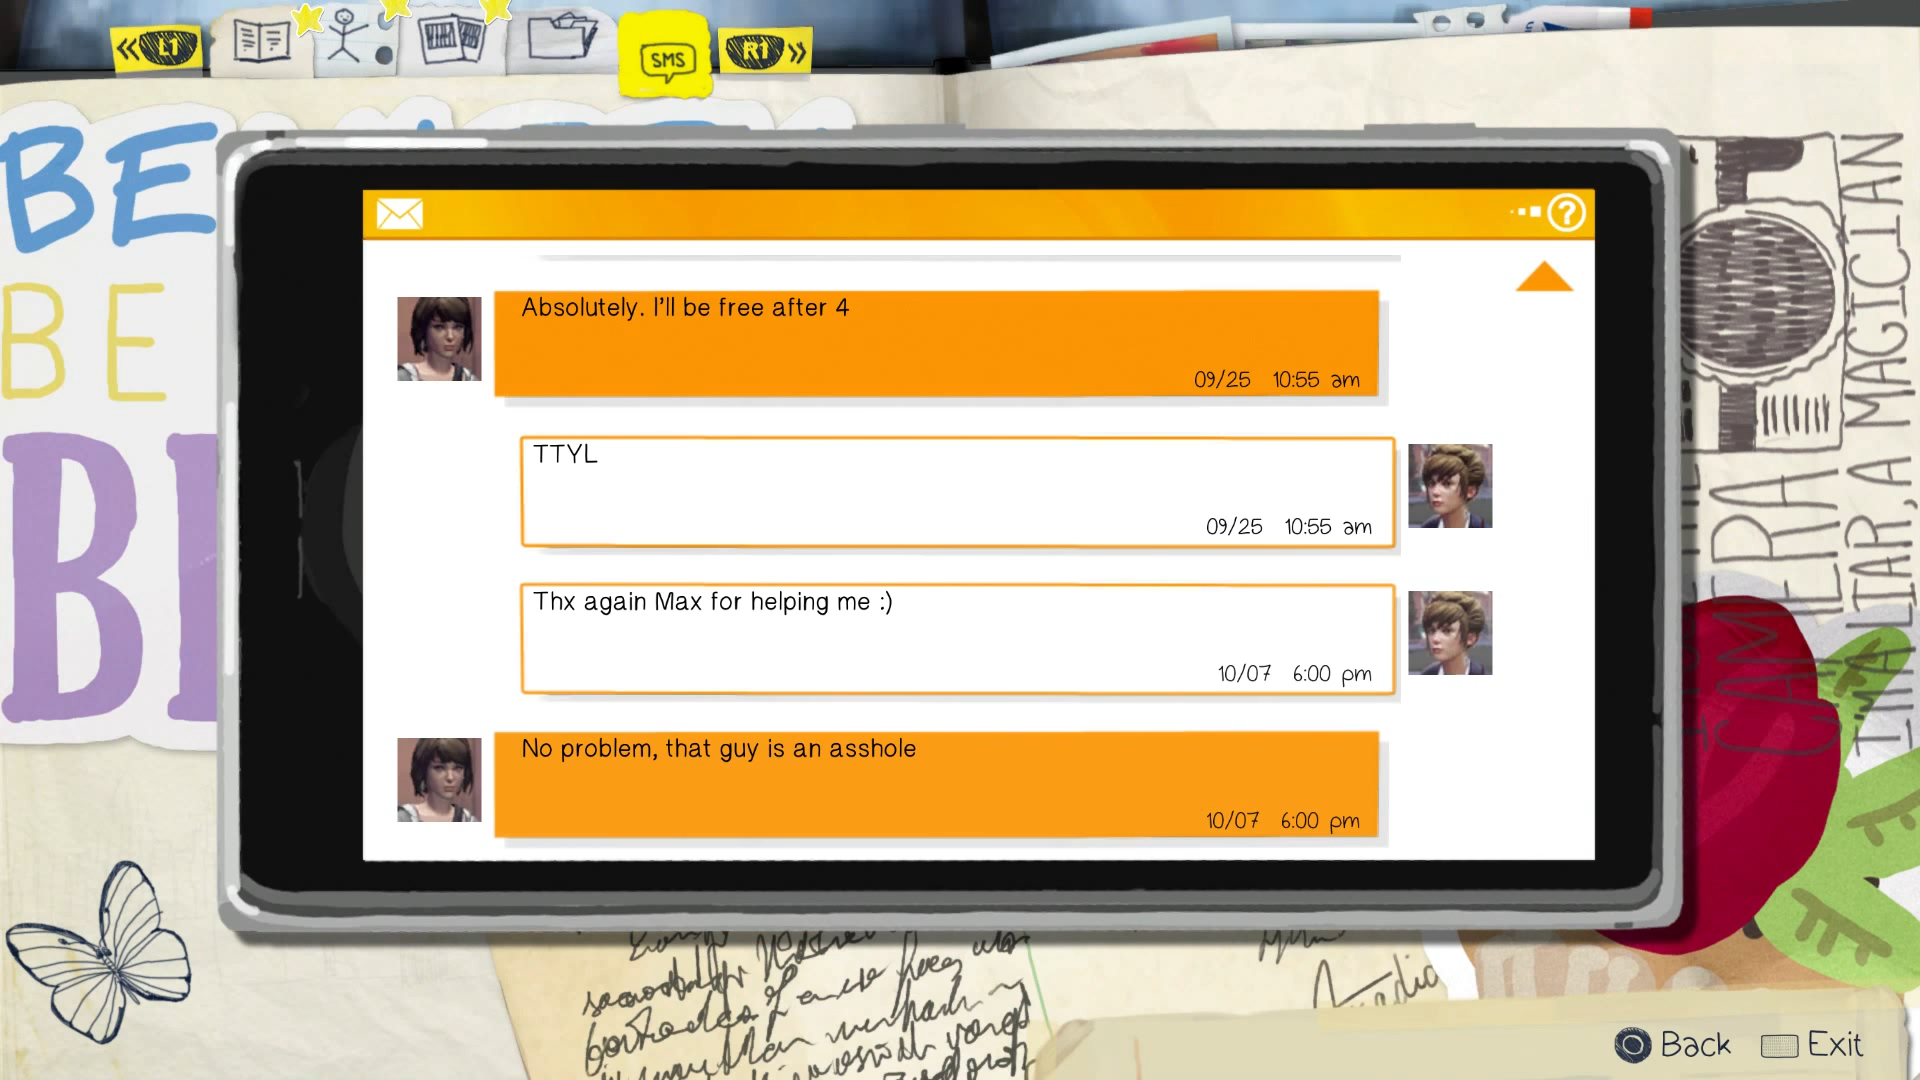 L1
SMS
R1
BE
BE
Absolutely. I'll be free after 4
09/25 10:55 am
TTYL
09/25 10:55 am
Thx again Max for helping me :)
10/07 6:00 pm
No problem, that guy is an asshole
10/07 6:00 pm
?
CAMERA
ALTAR, A MAGICIAN
Back
Exit